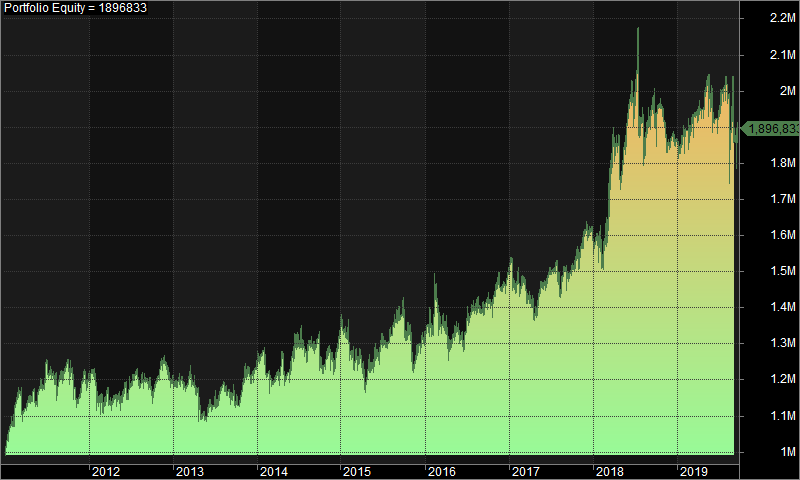 Portfolio Equity = 1896833
2.2M
2.1M
2M
1,896,833
1.8M
1.7M
1.6M
1.5M
1.4M
1.3M
1.2M
1.1M
1M
2012 2013 2014 2015 2016 2017 2018 2019